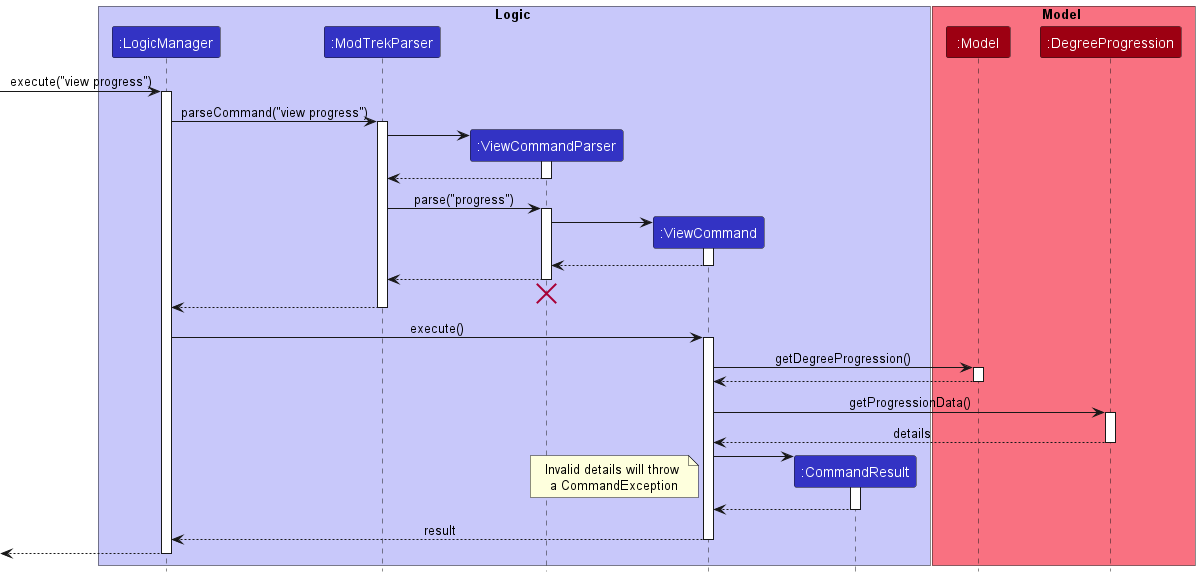 Logic
Model
:LogicManager
:ModTrekParser
:Model
:DegreeProgression
execute("view progress")
parseCommand("view progress")
:ViewCommandParser
parse("progress")
:ViewCommand
execute()
getDegreeProgression()
getProgressionData()
details
Invalid details will throw
a CommandException
:CommandResult
result